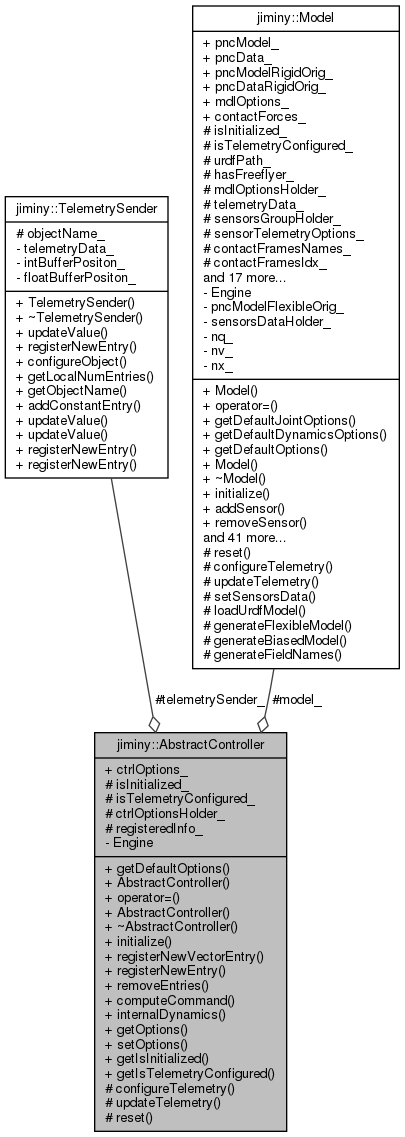 jiminy::Model
+ pncModel_
+ pncData_
+ pncModelRigidOrig_
+ pncDataRigidOrig_
+ mdlOptions_
+ contactForces_
# isInitialized_
# isTelemetryConfigured_
# urdfPath_
# hasFreeflyer_
# mdlOptionsHolder_
# telemetryData_
# sensorsGroupHolder_
# sensorTelemetryOptions_
# contactFramesNames_
# contactFramesIdx_
and 17 more...
- Engine
- pncModelFlexibleOrig_
- sensorsDataHolder_
- nq_
- nv_
- nx_
+ Model()
+ operator=()
+ getDefaultJointOptions()
+ getDefaultDynamicsOptions()
+ getDefaultOptions()
+ Model()
+ ~Model()
+ initialize()
+ addSensor()
+ removeSensor()
and 41 more...
# reset()
# configureTelemetry()
# updateTelemetry()
# setSensorsData()
# loadUrdfModel()
# generateFlexibleModel()
# generateBiasedModel()
# generateFieldNames()
jiminy::TelemetrySender
# objectName_
- telemetryData_
- intBufferPositon_
- floatBufferPositon_
+ TelemetrySender()
+ ~TelemetrySender()
+ updateValue()
+ registerNewEntry()
+ configureObject()
+ getLocalNumEntries()
+ getObjectName()
+ addConstantEntry()
+ updateValue()
+ updateValue()
+ registerNewEntry()
+ registerNewEntry()
#telemetrySender_
#model_
jiminy::AbstractController
+ ctrlOptions_
# isInitialized_
# isTelemetryConfigured_
# ctrlOptionsHolder_
# registeredInfo_
- Engine
+ getDefaultOptions()
+ AbstractController()
+ operator=()
+ AbstractController()
+ ~AbstractController()
+ initialize()
+ registerNewVectorEntry()
+ registerNewEntry()
+ removeEntries()
+ computeCommand()
+ internalDynamics()
+ getOptions()
+ setOptions()
+ getIsInitialized()
+ getIsTelemetryConfigured()
# configureTelemetry()
# updateTelemetry()
# reset()